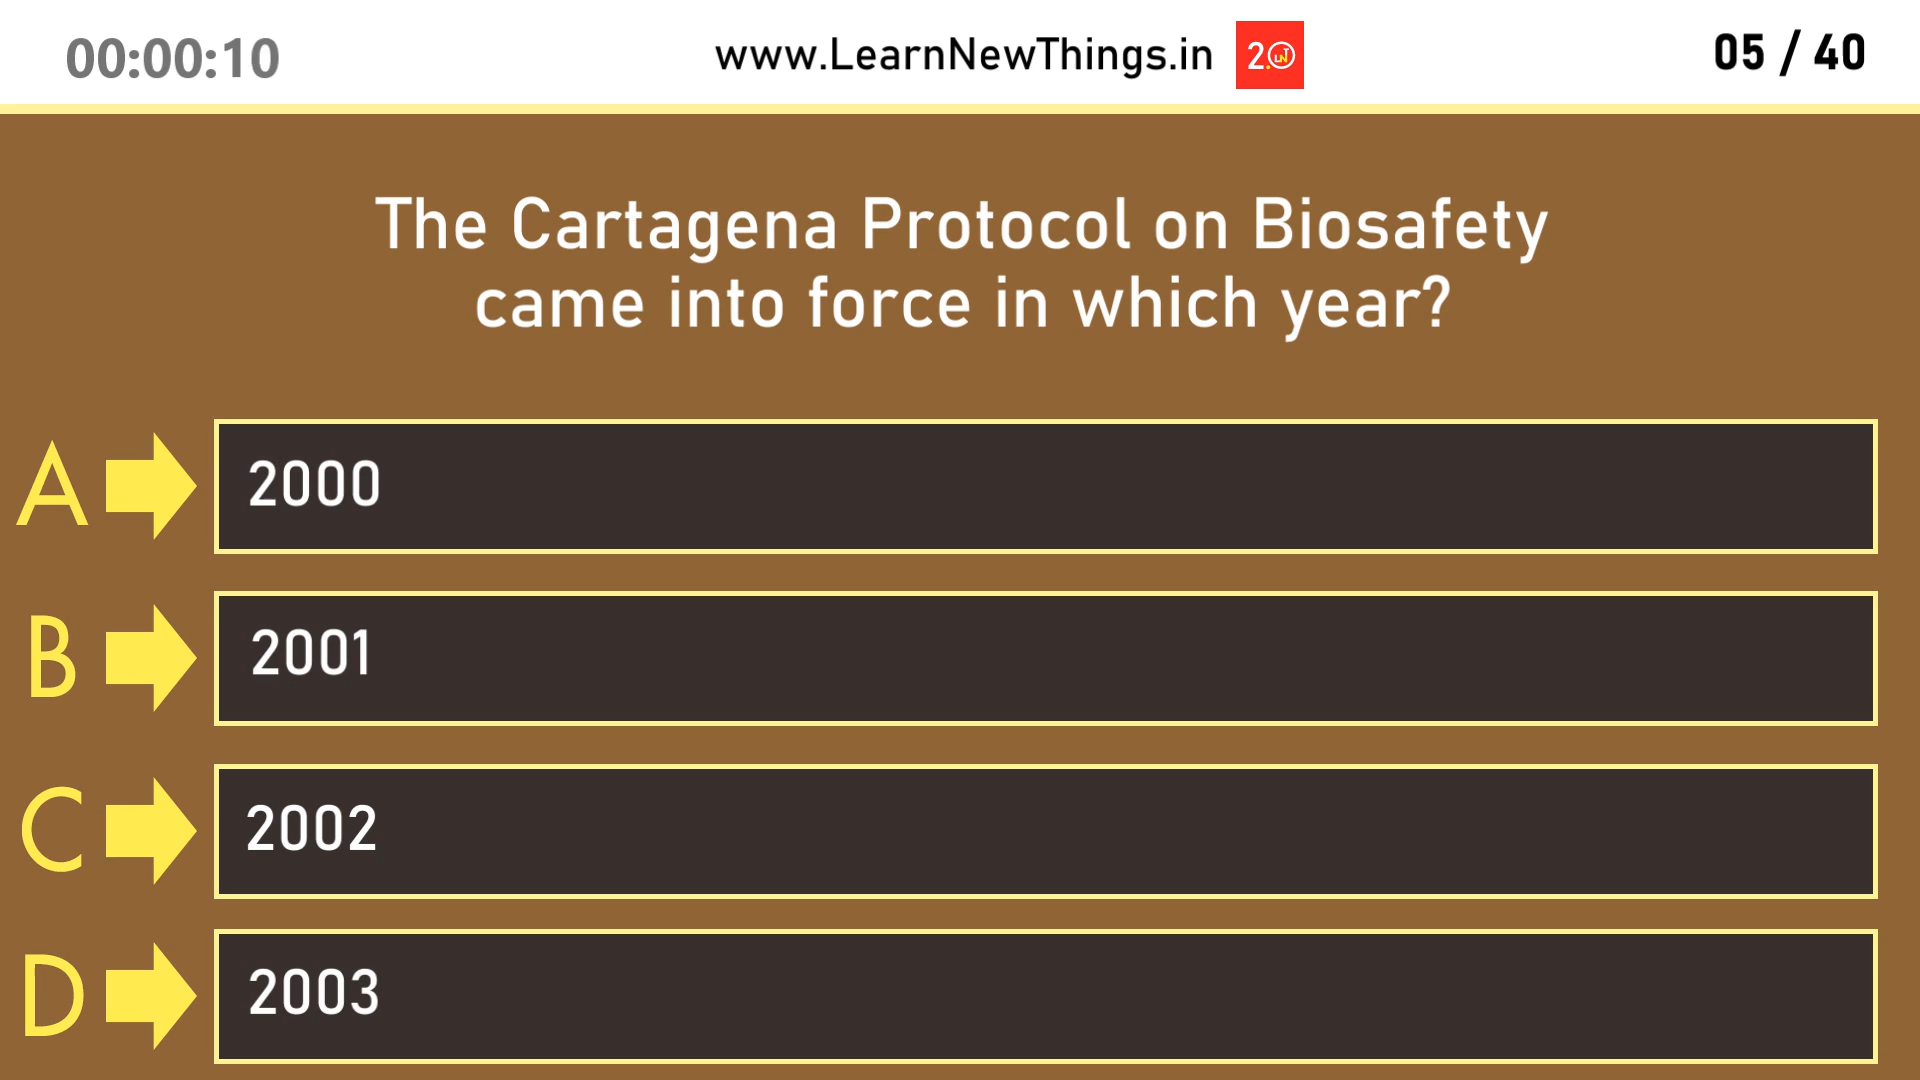 00:00:10
www.LearnNewThings.in
2.0
LNT
05 / 40
The Cartagena Protocol on Biosafety
came into force in which year?
A
2000
B
2001
C
2002
D
2003